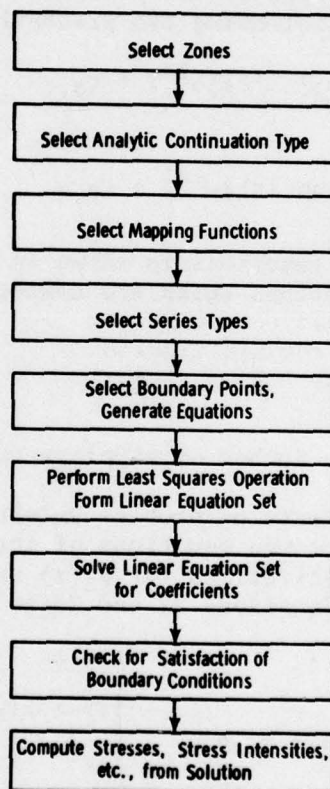 Select Zones
Select Analytic Continuation Type
Select Mapping Functions
Select Series Types
Select Boundary Points,
Generate Equations
Perform Least Squares Operation
Form Linear Equation Set
Solve Linear Equation Set
for Coefficients
Check for Satisfaction of
Boundary Conditions
Compute Stresses, Stress Intensities,
etc., from Solution